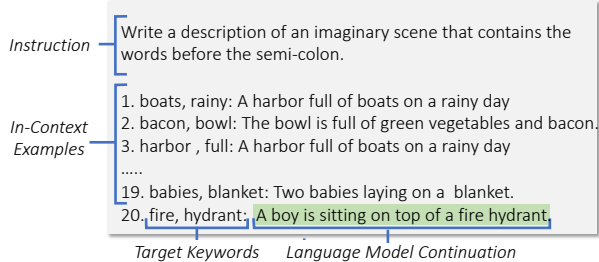 Instruction
Write a description of an imaginary scene that contains the
words before the semi-colon.
In-Context
Examples
1. boats, rainy: A harbor full of boats on a rainy day
2. bacon, bowl: The bowl is full of green vegetables and bacon.
3. harbor , full: A harbor full of boats on a rainy day
.....
19. babies, blanket: Two babies laying on a blanket.
20. fire, hydrant: A boy is sitting on top of a fire hydrant.
Target Keywords
Language Model Continuation